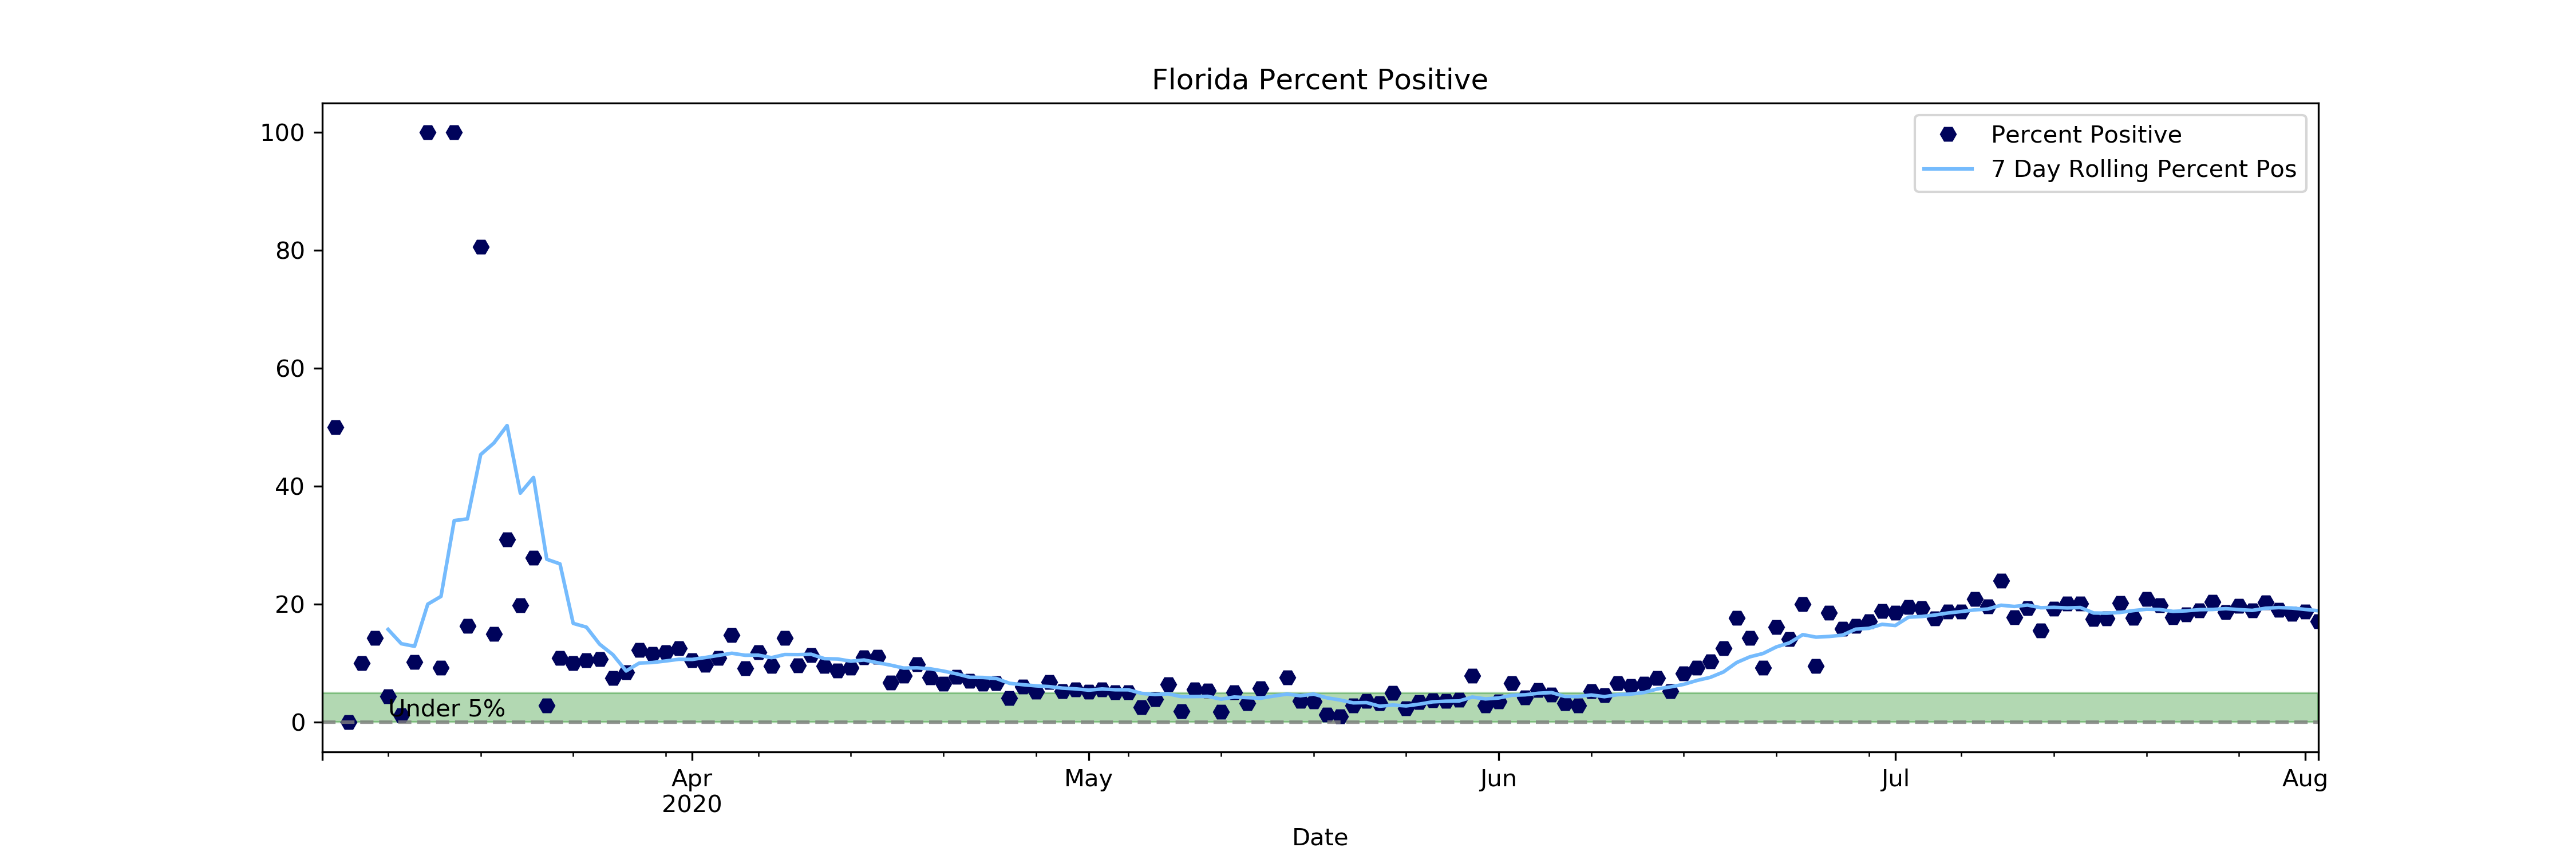 Florida Percent Positive
100
80
60
40
20
0
Percent Positive
7 Day Rolling Percent Pos
Under 5%
Apr
2020
May
Jun
Jul
Aug
Date